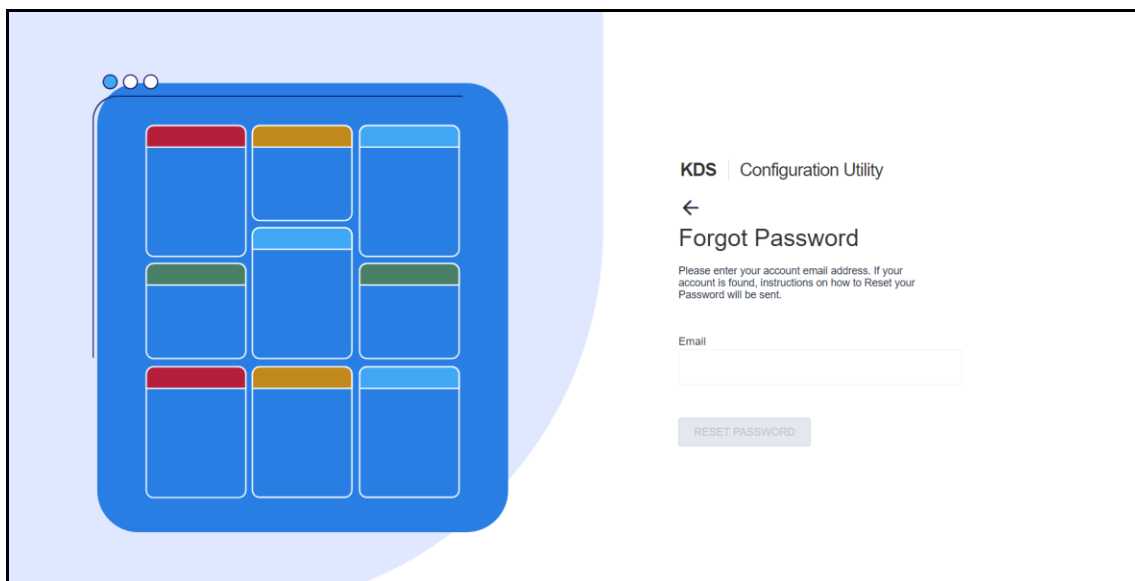 KDS Configuration Utility
Forgot Password
Please enter your account email address. If your
account is found, instructions on how to Reset your
Password will be sent.
Email
RESET PASSWORD